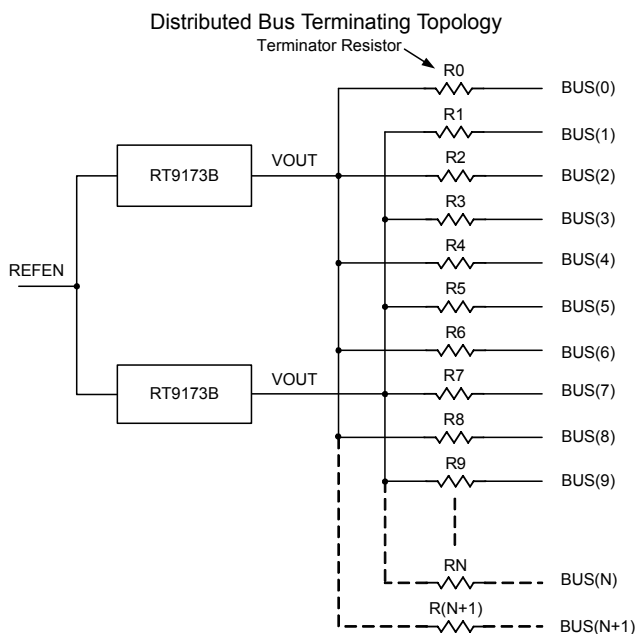 Distributed Bus Terminating Topology
Terminator Resistor
R0
BUS(0)
R1
BUS(1)
RT9173B
VOUT
R2
BUS(2)
R3
BUS(3)
REFEN
R4
BUS(4)
R5
BUS(5)
R6
BUS(6)
RT9173B
VOUT
R7
BUS(7)
R8
BUS(8)
R9
BUS(9)
RN
BUS(N)
R(N+1)
BUS(N+1)